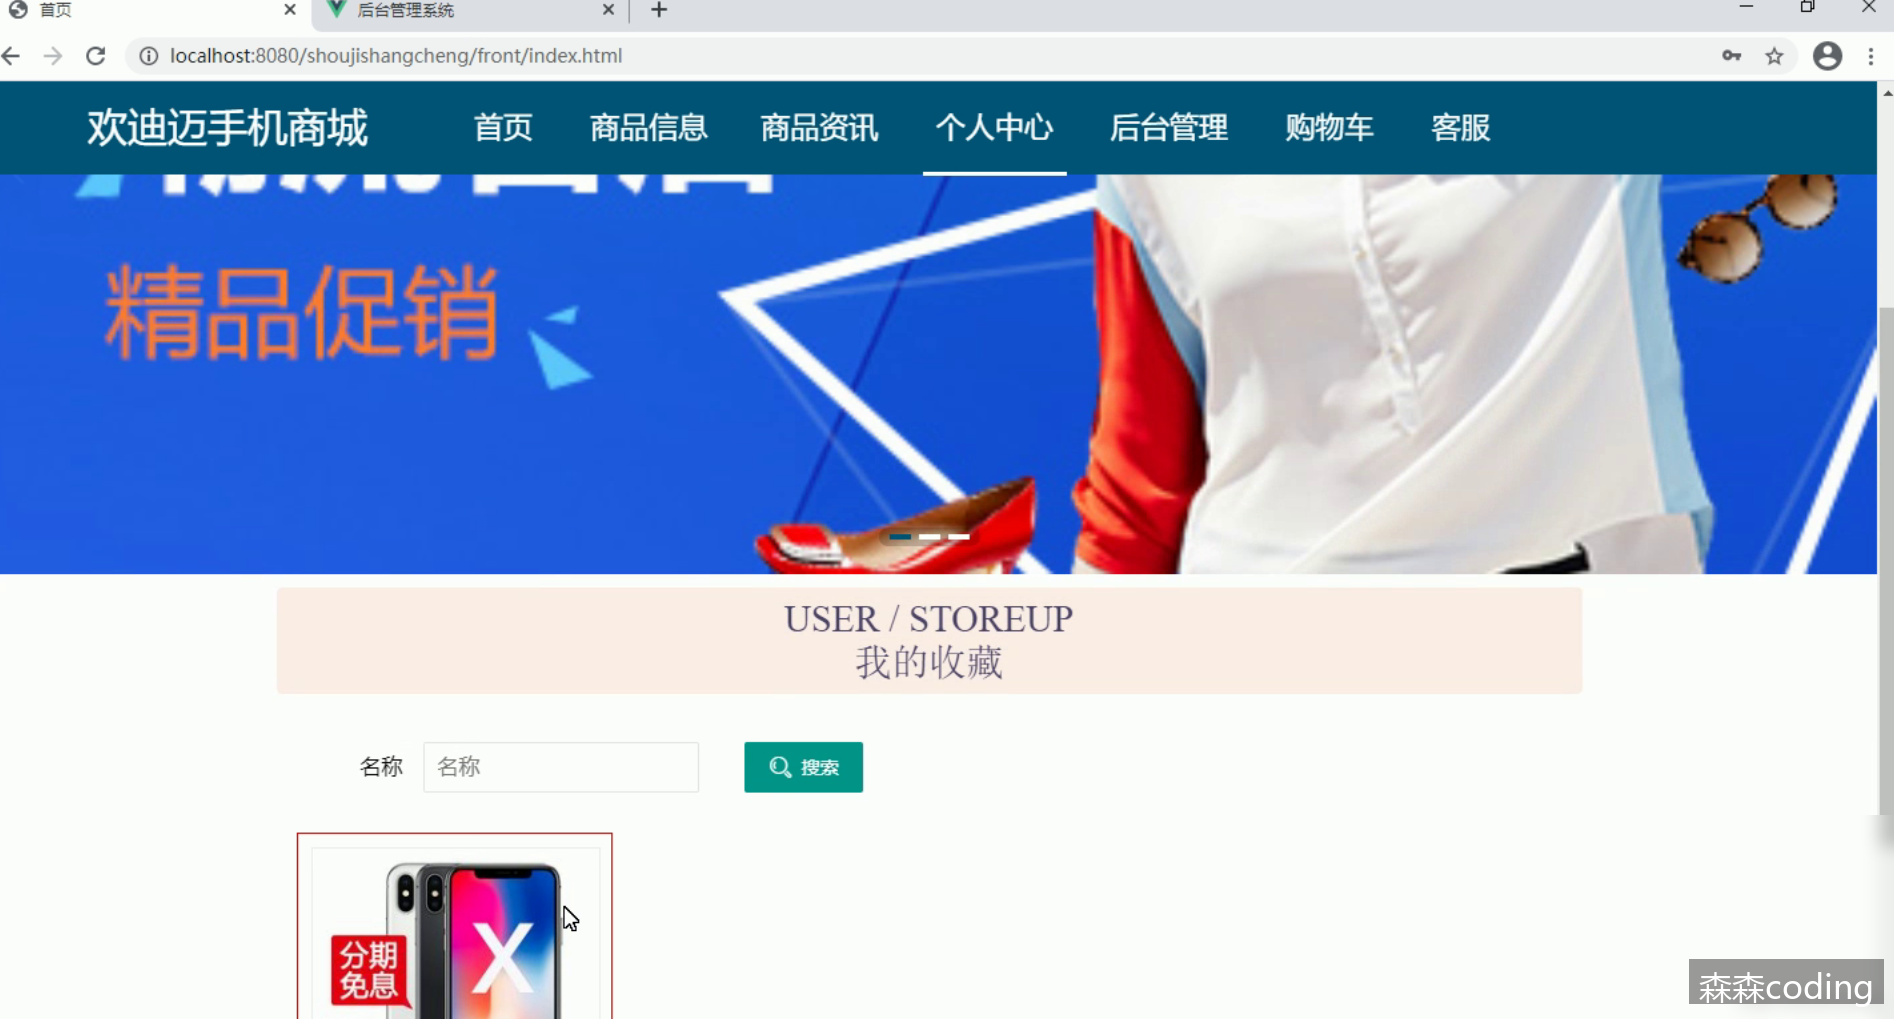 首页
后台管理系统
localhost:8080/shoujishangcheng/front/index.html
欢迪迈手机商城
首页
商品信息
商品资讯
个人中心
后台管理
购物车
客服
精品促销
USER / STOREUP
我的收藏
名称
名称
搜索
分期
免息
X
森森coding